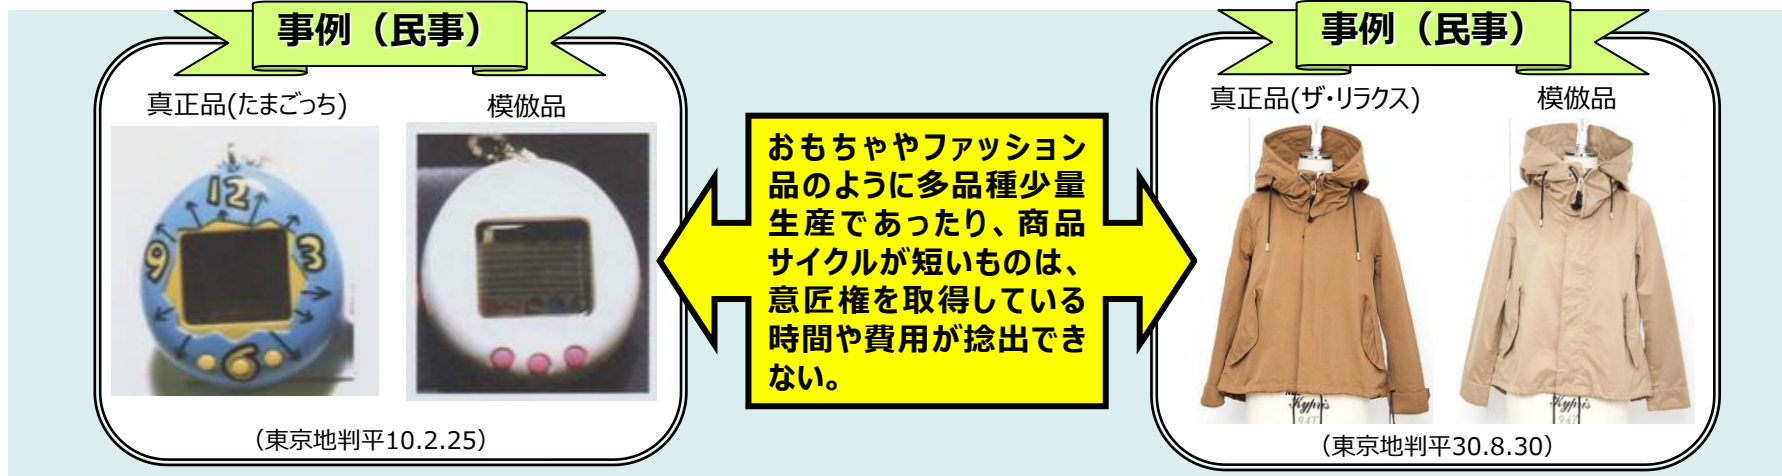 事例（民事）
真正品(たまごっち)
模倣品
12
9
3
6
（東京地判平10.2.25）
おもちゃやファッション
品のように多品種少量
生産であったり、商品
サイクルが短いものは、
意匠権を取得している
時間や費用が捻出でき
ない。
事例（民事）
真正品(ザ・リラクス)
模倣品
Kypris
947
Kypris
947
（東京地判平30.8.30）